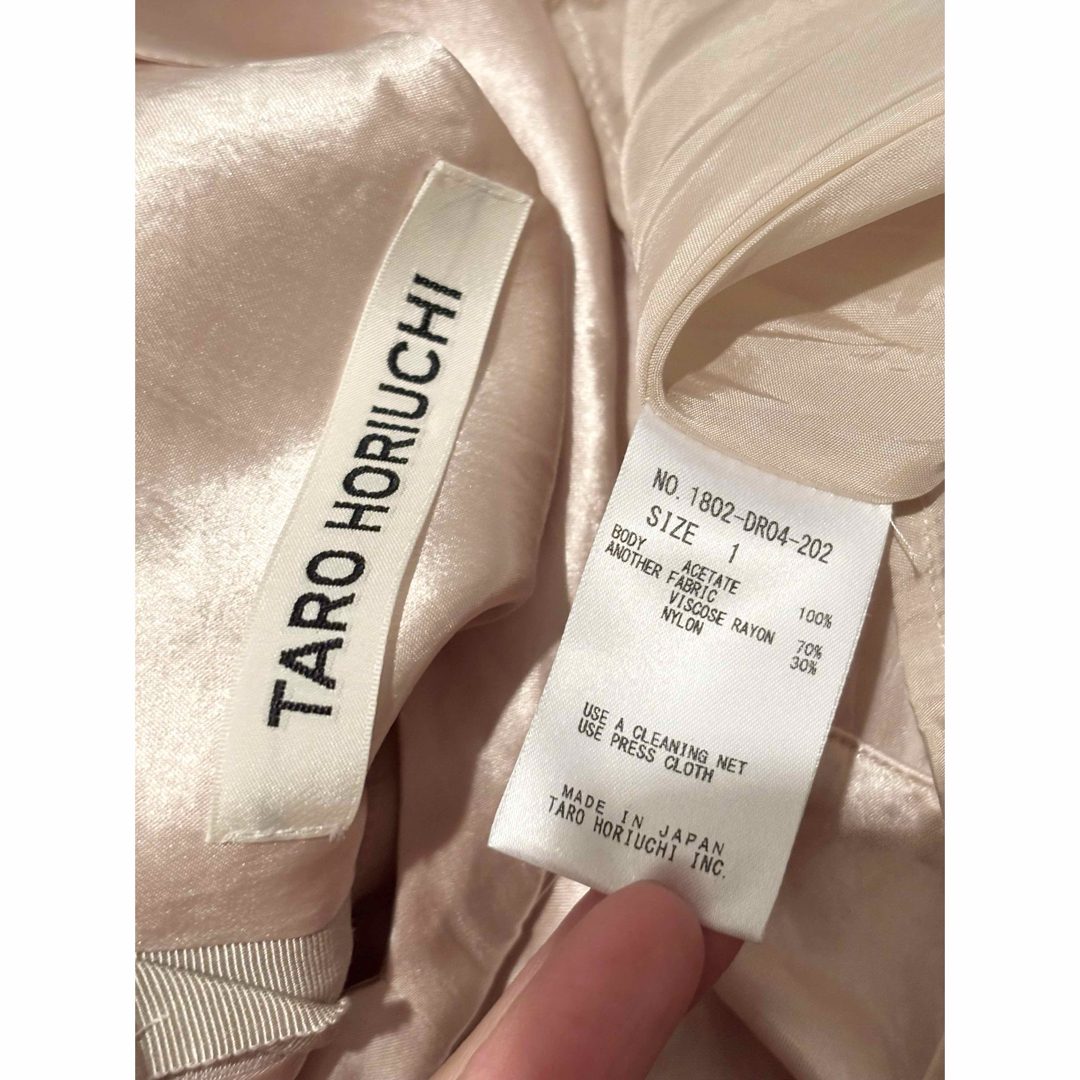 TARO HORIUCHI
NO. 1802-DR04-202
SIZE 1
BODY
ACETATE 100%
ANOTHER FABRIC
VISCOSE RAYON 70%
NYLON 30%
USE A CLEANING NET
USE PRESS CLOTH
MADE IN JAPAN
TARO HORIUCHI INC.